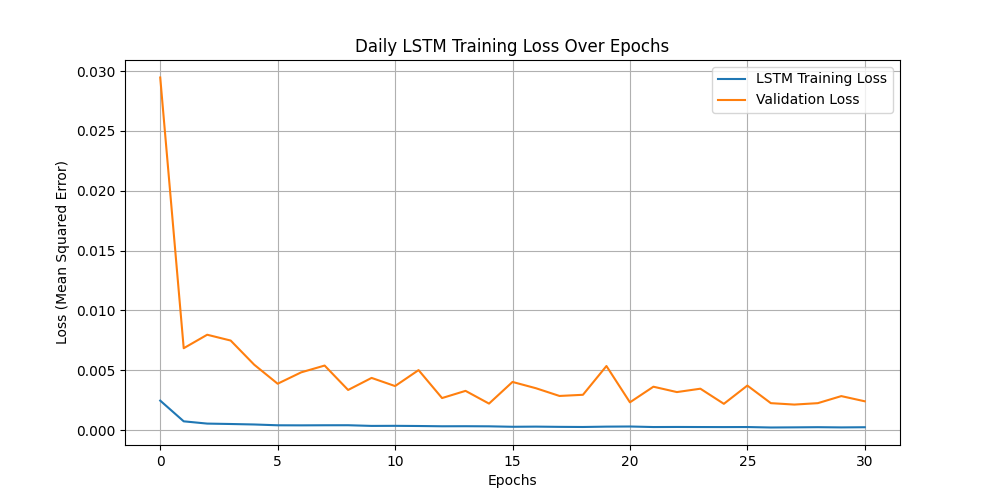 Daily LSTM Training Loss Over Epochs
LSTM Training Loss
Validation Loss
Loss (Mean Squared Error)
0.030
0.025
0.020
0.015
0.010
0.005
0.000
0 5 10 15 20 25 30
Epochs